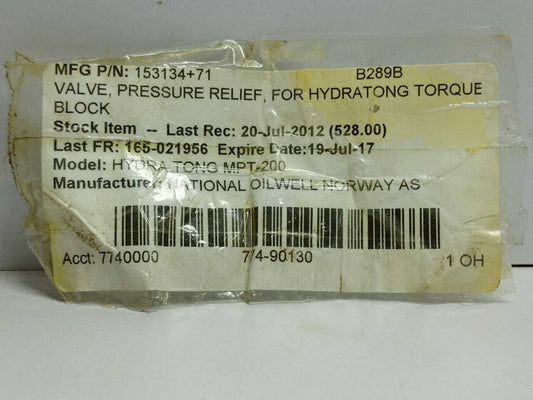 MFG P/N: 153134+71 B289B
VALVE, PRESSURE RELIEF, FOR HYDRATONG TORQUE
BLOCK
Stock Item -- Last Rec: 20-Jul-2012 (528.00)
Last FR: 165-021956 Expire Date:19-Jul-17
Model: HYDRA TONG MPT-200
Manufacturer: NATIONAL OILWELL NORWAY AS
Acct: 7740000 774-90130 1 OH